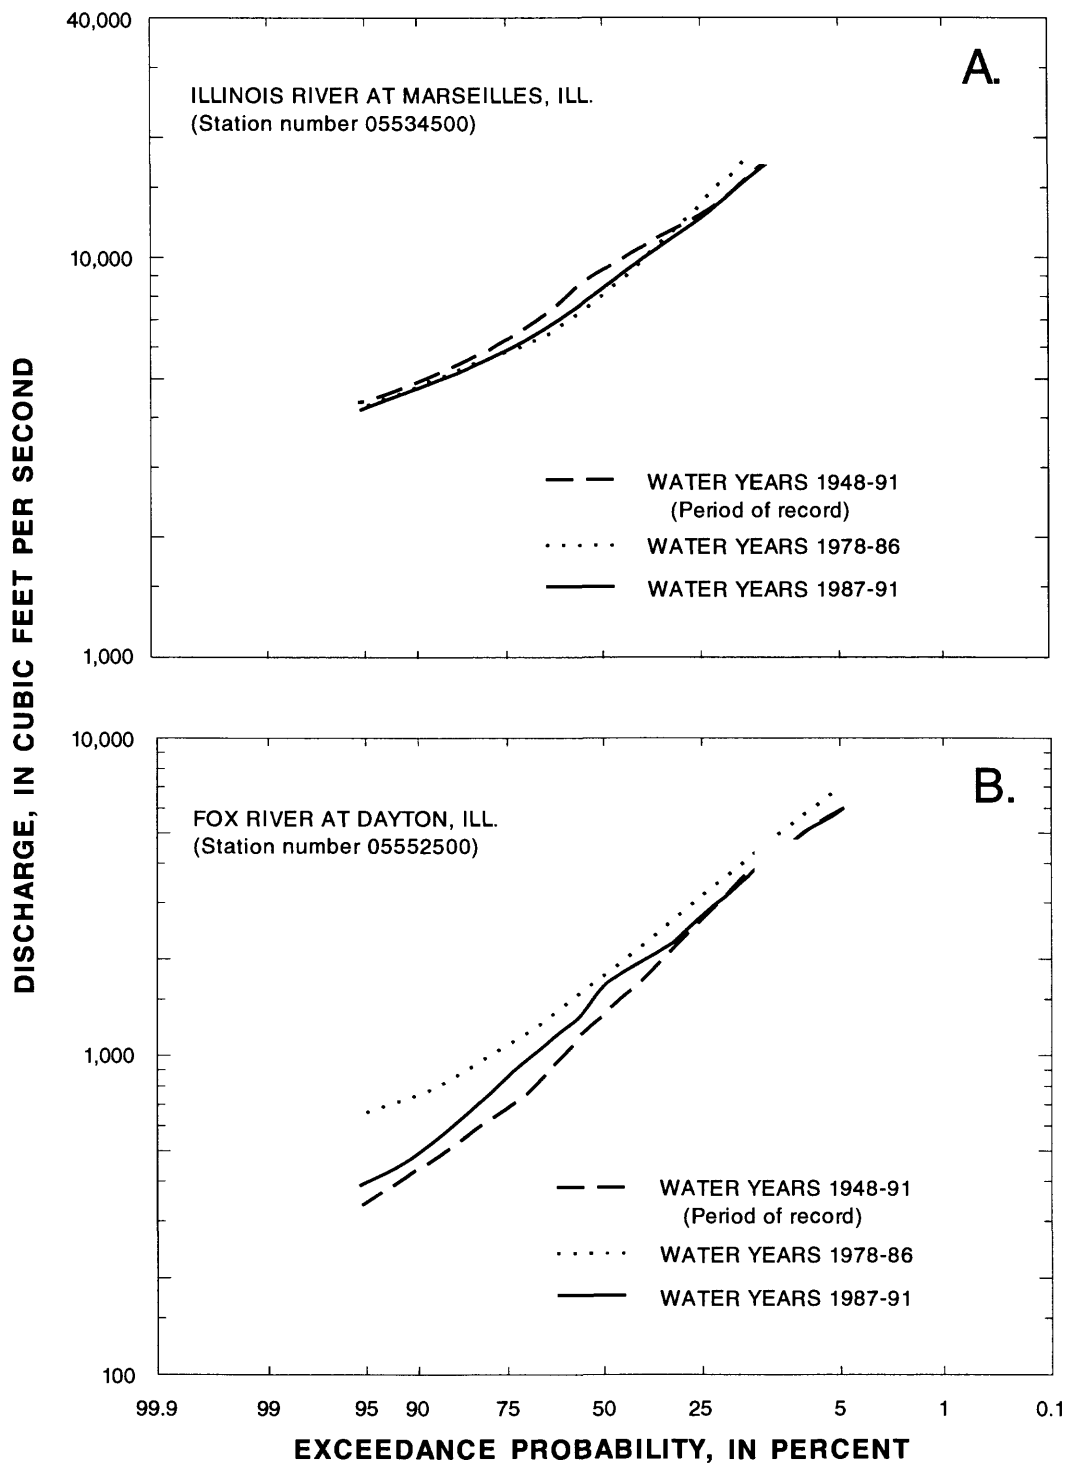 40,000
A.
ILLINOIS RIVER AT MARSEILLES, ILL.
(Station number 05534500)
10,000
WATER YEARS 1948-91
(Period of record)
WATER YEARS 1978-86
WATER YEARS 1987-91
1,000
DISCHARGE, IN CUBIC FEET PER SECOND
10,000
B.
FOX RIVER AT DAYTON, ILL.
(Station number 05552500)
1,000
WATER YEARS 1948-91
(Period of record)
WATER YEARS 1978-86
WATER YEARS 1987-91
100
99.9 99 95 90 75 50 25 5 1 0.1
EXCEEDANCE PROBABILITY, IN PERCENT